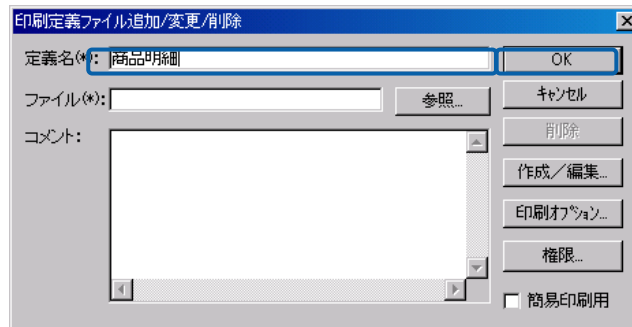 印刷定義ファイル追加/変更/削除
定義名(*): 商品明細
OK
ファイル(*):
参照...
キャンセル
コメント:
削除
作成／編集...
印刷オプション...
権限...
簡易印刷用